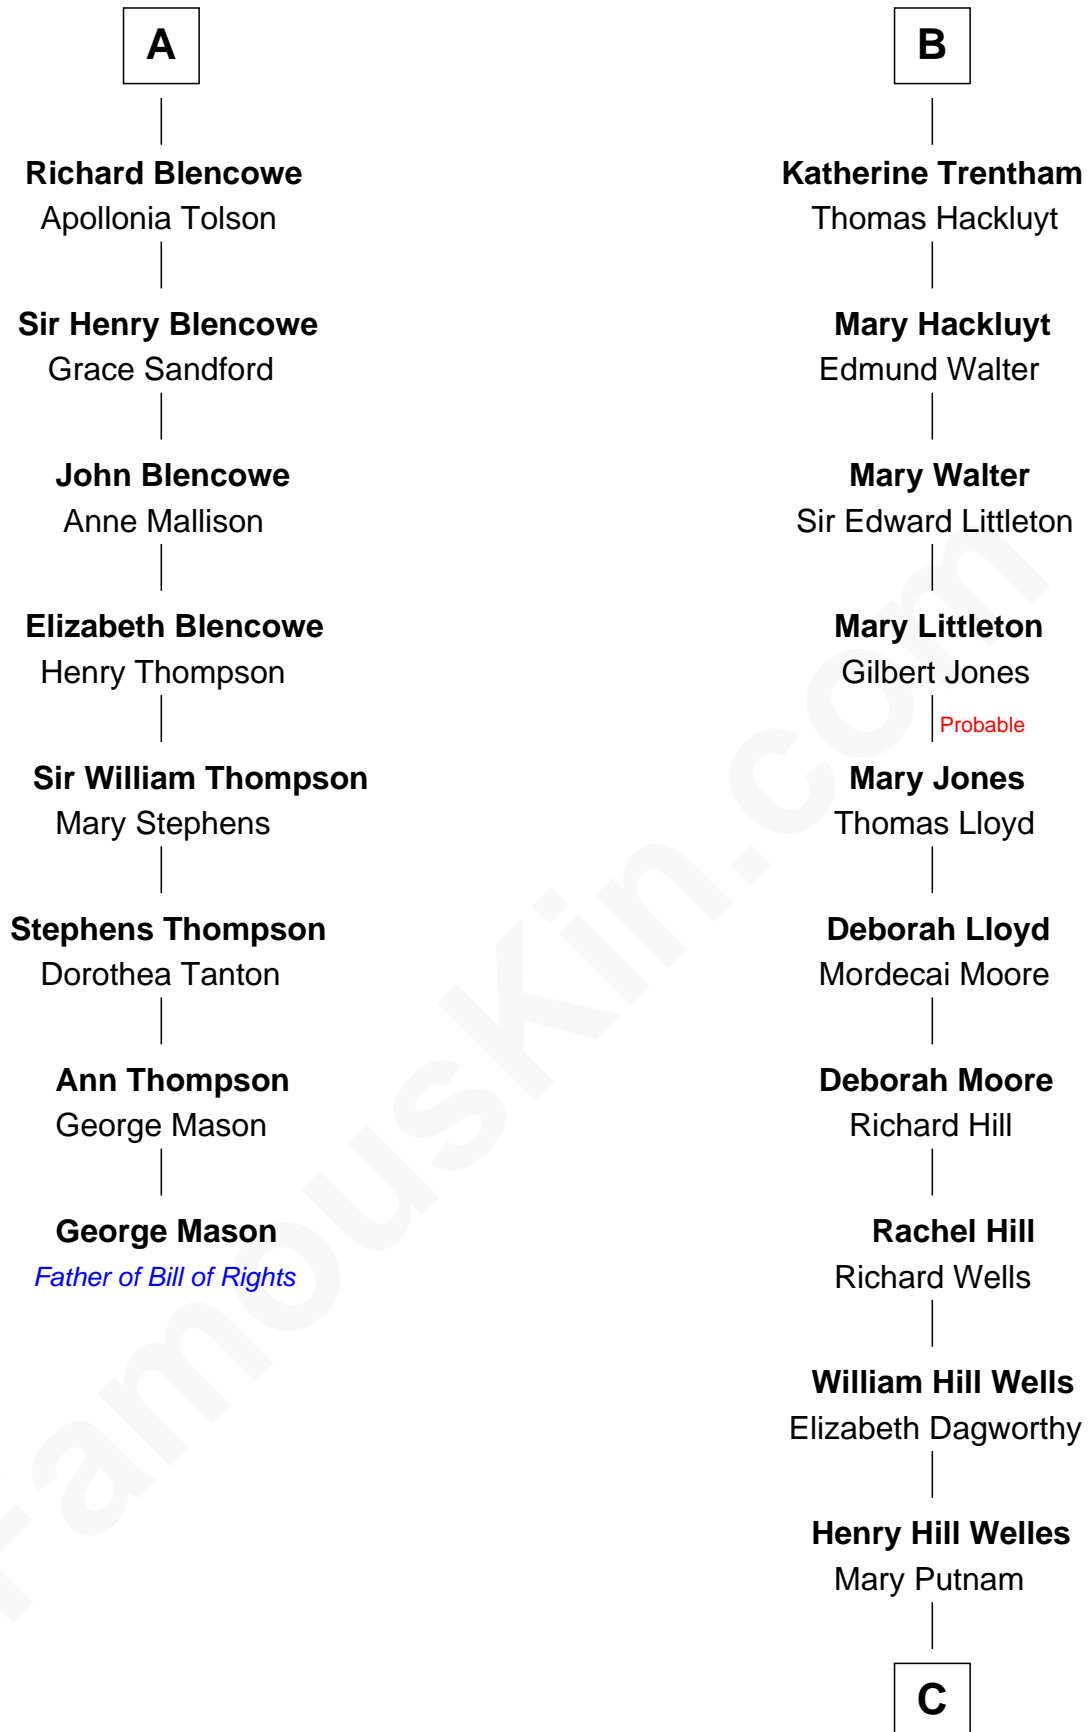 A
Richard Blencowe
Apollonia Tolson
Sir Henry Blencowe
Grace Sandford
John Blencowe
Anne Mallison
Elizabeth Blencowe
Henry Thompson
Sir William Thompson
Mary Stephens
Stephens Thompson
Dorothea Tanton
Ann Thompson
George Mason
George Mason
Father of Bill of Rights
B
Katherine Trentham
Thomas Hackluyt
Mary Hackluyt
Edmund Walter
Mary Walter
Sir Edward Littleton
Mary Littleton
Gilbert Jones
Probable
Mary Jones
Thomas Lloyd
Deborah Lloyd
Mordecai Moore
Deborah Moore
Richard Hill
Rachel Hill
Richard Wells
William Hill Wells
Elizabeth Dagworthy
Henry Hill Welles
Mary Putnam
C
FamousKin.com